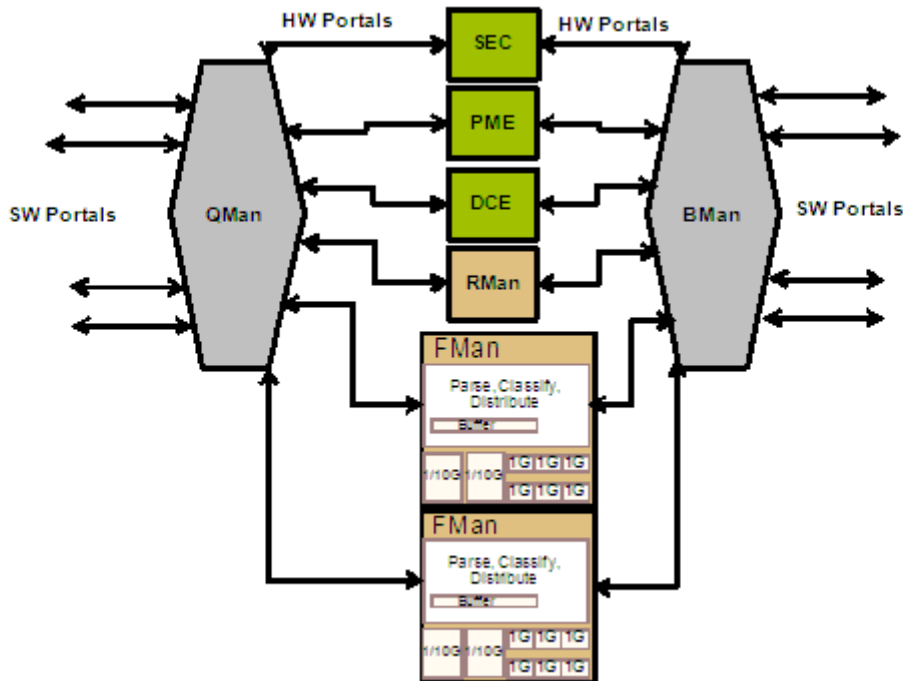 HW Portals
SEC
HW Portals
PME
SW Portals
QMan
DCE
BMan
SW Portals
RMan
FMan
Parse, Classify,
Distribute
Buffer
1/10G 1/10G 1G 1G 1G
1G 1G 1G
FMan
Parse, Classify,
Distribute
Buffer
1/10G 1/10G 1G 1G 1G
1G 1G 1G